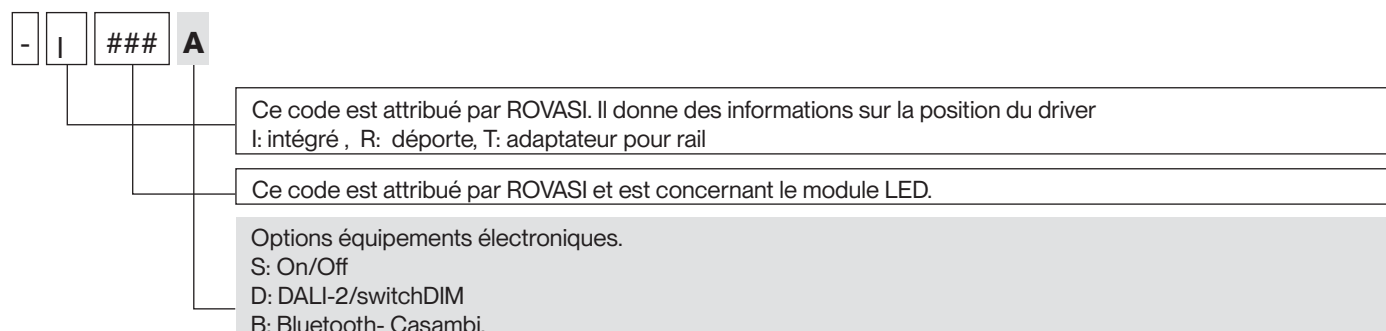 - I ### A
Ce code est attribué par ROVASI. Il donne des informations sur la position du driver
I: intégré , R: déporte, T: adaptateur pour rail
Ce code est attribué par ROVASI et est concernant le module LED.
Options équipements électroniques.
S: On/Off
D: DALI-2/switchDIM
B: Bluetooth- Casambi.